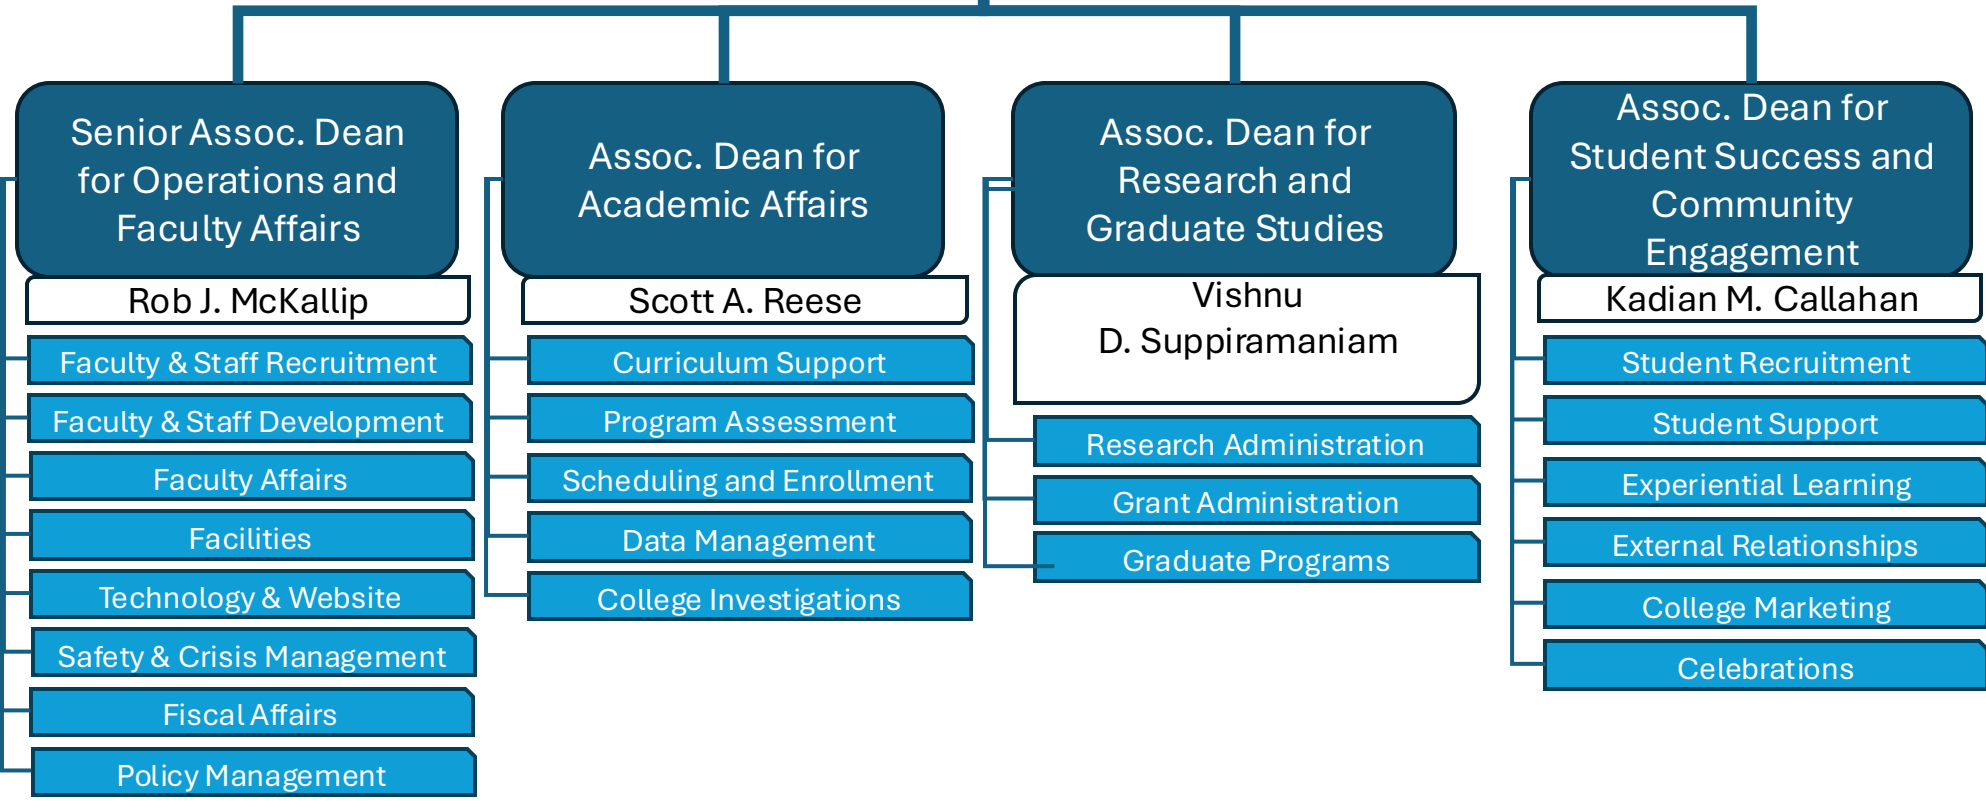 Senior Assoc. Dean
for Operations and
Faculty Affairs
Rob J. McKallip
Faculty & Staff Recruitment
Faculty & Staff Development
Faculty Affairs
Facilities
Technology & Website
Safety & Crisis Management
Fiscal Affairs
Policy Management
Assoc. Dean for
Academic Affairs
Scott A. Reese
Curriculum Support
Program Assessment
Scheduling and Enrollment
Data Management
College Investigations
Assoc. Dean for
Research and
Graduate Studies
Vishnu
D. Suppiramaniam
Research Administration
Grant Administration
Graduate Programs
Assoc. Dean for
Student Success and
Community
Engagement
Kadian M. Callahan
Student Recruitment
Student Support
Experiential Learning
External Relationships
College Marketing
Celebrations